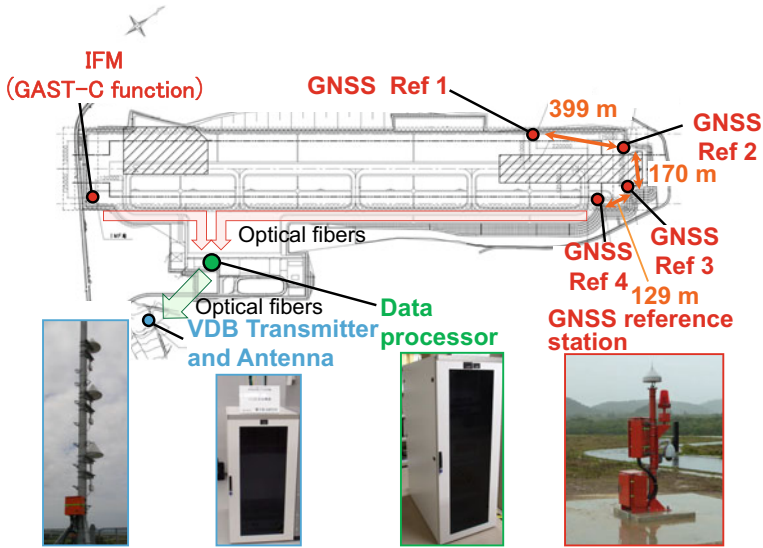 IFM
(GAST-C function)
GNSS Ref 1
399 m
GNSS
Ref 2
170 m
Optical fibers
GNSS
Ref 4
GNSS
Ref 3
129 m
Optical fibers
Data
processor
VDB Transmitter
and Antenna
GNSS reference
station